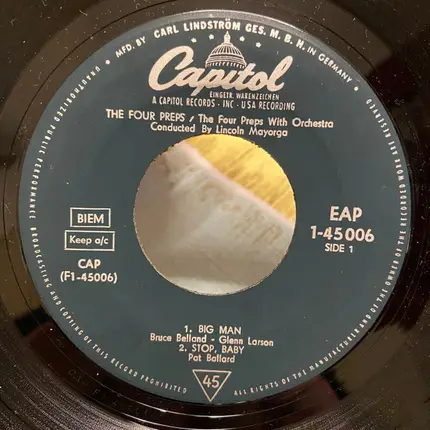 MFD. BY CARL LINDSTRÖM GES. M. B. H. IN GERMANY
Capitol
EINGETR. WARENZEICHEN
A CAPITOL RECORDS - INC - USA RECORDING
THE FOUR PREPS / The Four Preps With Orchestra
Conducted By Lincoln Mayorga
BIEM
Keep a/c
CAP
(F1-45006)
EAP
1-45006
SIDE 1
1. BIG MAN
Bruce Belland - Glenn Larson
2. STOP, BABY
Pat Ballard
45
UNAUTHORIZED PUBLIC PERFORMANCE, BROADCASTING AND COPYING OF THIS RECORD PROHIBITED
ALL RIGHTS OF THE MANUFACTURER AND OF THE OWNER OF THE RECORDED WORK RESERVED